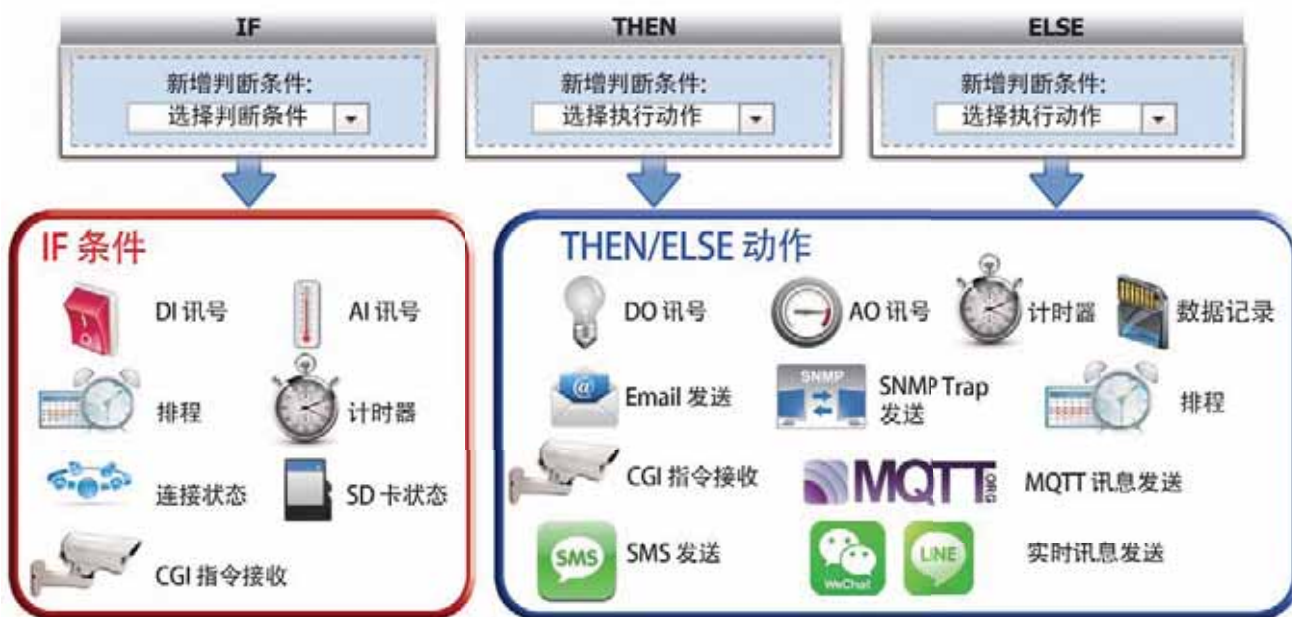 IF
THEN
ELSE
新增判断条件:
选择判断条件
新增判断条件:
选择执行动作
新增判断条件:
选择执行动作
IF 条件
DI 讯号
AI 讯号
排程
计时器
连接状态
SD 卡状态
CGI 指令接收
THEN/ELSE 动作
DO 讯号
AO 讯号
计时器
数据记录
@
Email 发送
SNMP
SNMP Trap
发送
排程
CGI 指令接收
MQTT
.ORG
MQTT 讯息发送
SMS
SMS 发送
WeChat
LINE
实时讯息发送